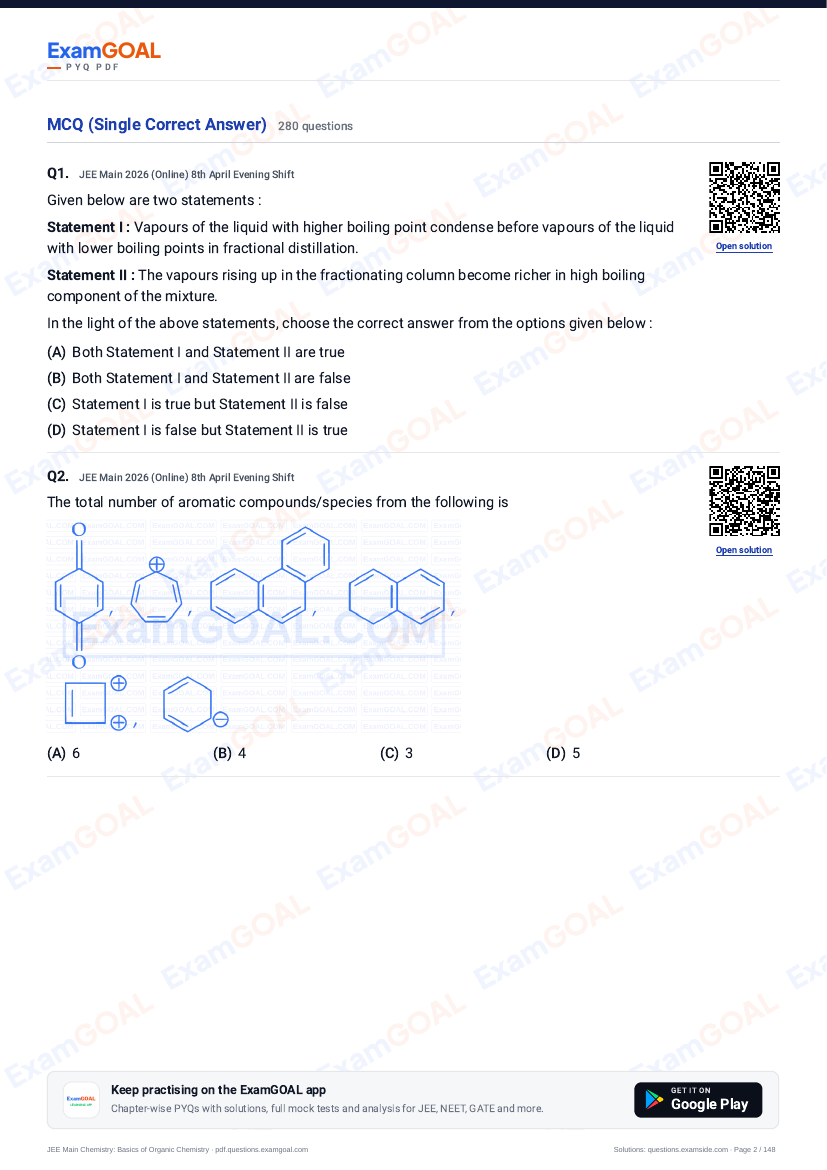 ExamGOAL
PYQ PDF
MCQ (Single Correct Answer) 280 questions
Q1. JEE Main 2026 (Online) 8th April Evening Shift
Given below are two statements :
Statement I : Vapours of the liquid with higher boiling point condense before vapours of the liquid
with lower boiling points in fractional distillation.
Statement II : The vapours rising up in the fractionating column become richer in high boiling
component of the mixture.
In the light of the above statements, choose the correct answer from the options given below :
(A) Both Statement I and Statement II are true
(B) Both Statement I and Statement II are false
(C) Statement I is true but Statement II is false
(D) Statement I is false but Statement II is true
Open solution
Q2. JEE Main 2026 (Online) 8th April Evening Shift
The total number of aromatic compounds/species from the following is
Open solution
O
⊕
, , , ,
O
ExamGOAL.COM
⊕
⊕ ,
⊖
(A) 6 (B) 4 (C) 3 (D) 5
Keep practising on the ExamGOAL app
Chapter-wise PYQs with solutions, full mock tests and analysis for JEE, NEET, GATE and more.
GET IT ON
Google Play
JEE Main Chemistry: Basics of Organic Chemistry · pdf.questions.examgoal.com
Solutions: questions.examside.com · Page 2 / 148